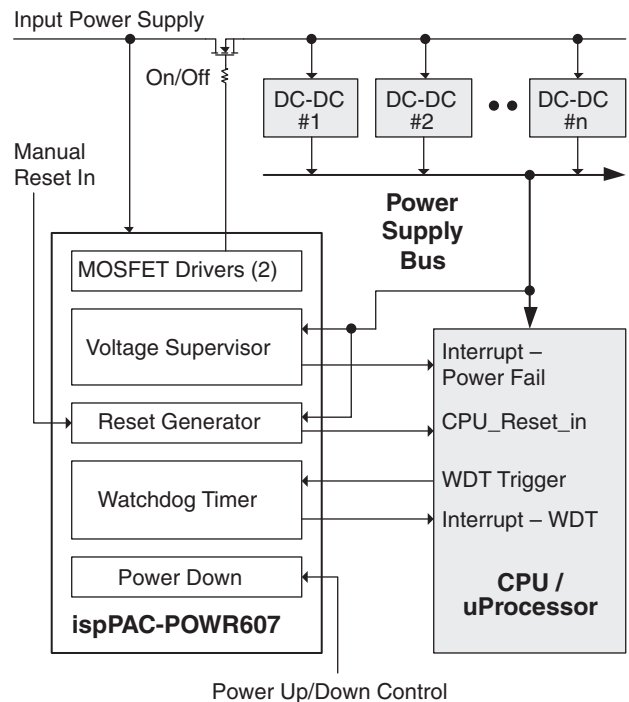 Input Power Supply
On/Off
DC-DC
#1
DC-DC
#2
DC-DC
#n
Manual
Reset In
Power
Supply
Bus
MOSFET Drivers (2)
Voltage Supervisor
Interrupt –
Power Fail
Reset Generator
CPU_Reset_in
Watchdog Timer
WDT Trigger
Interrupt – WDT
Power Down
CPU /
uProcessor
ispPAC-POWR607
Power Up/Down Control